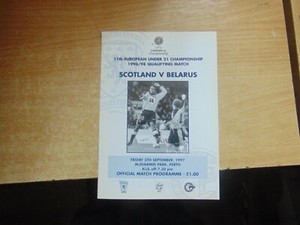 11th EUROPEAN UNDER 21 CHAMPIONSHIP
1996/98 QUALIFYING MATCH
SCOTLAND V BELARUS
FRIDAY 5TH SEPTEMBER, 1997
McDIARMID PARK, PERTH
Kick off 7.30 pm
OFFICIAL MATCH PROGRAMME - £1.00